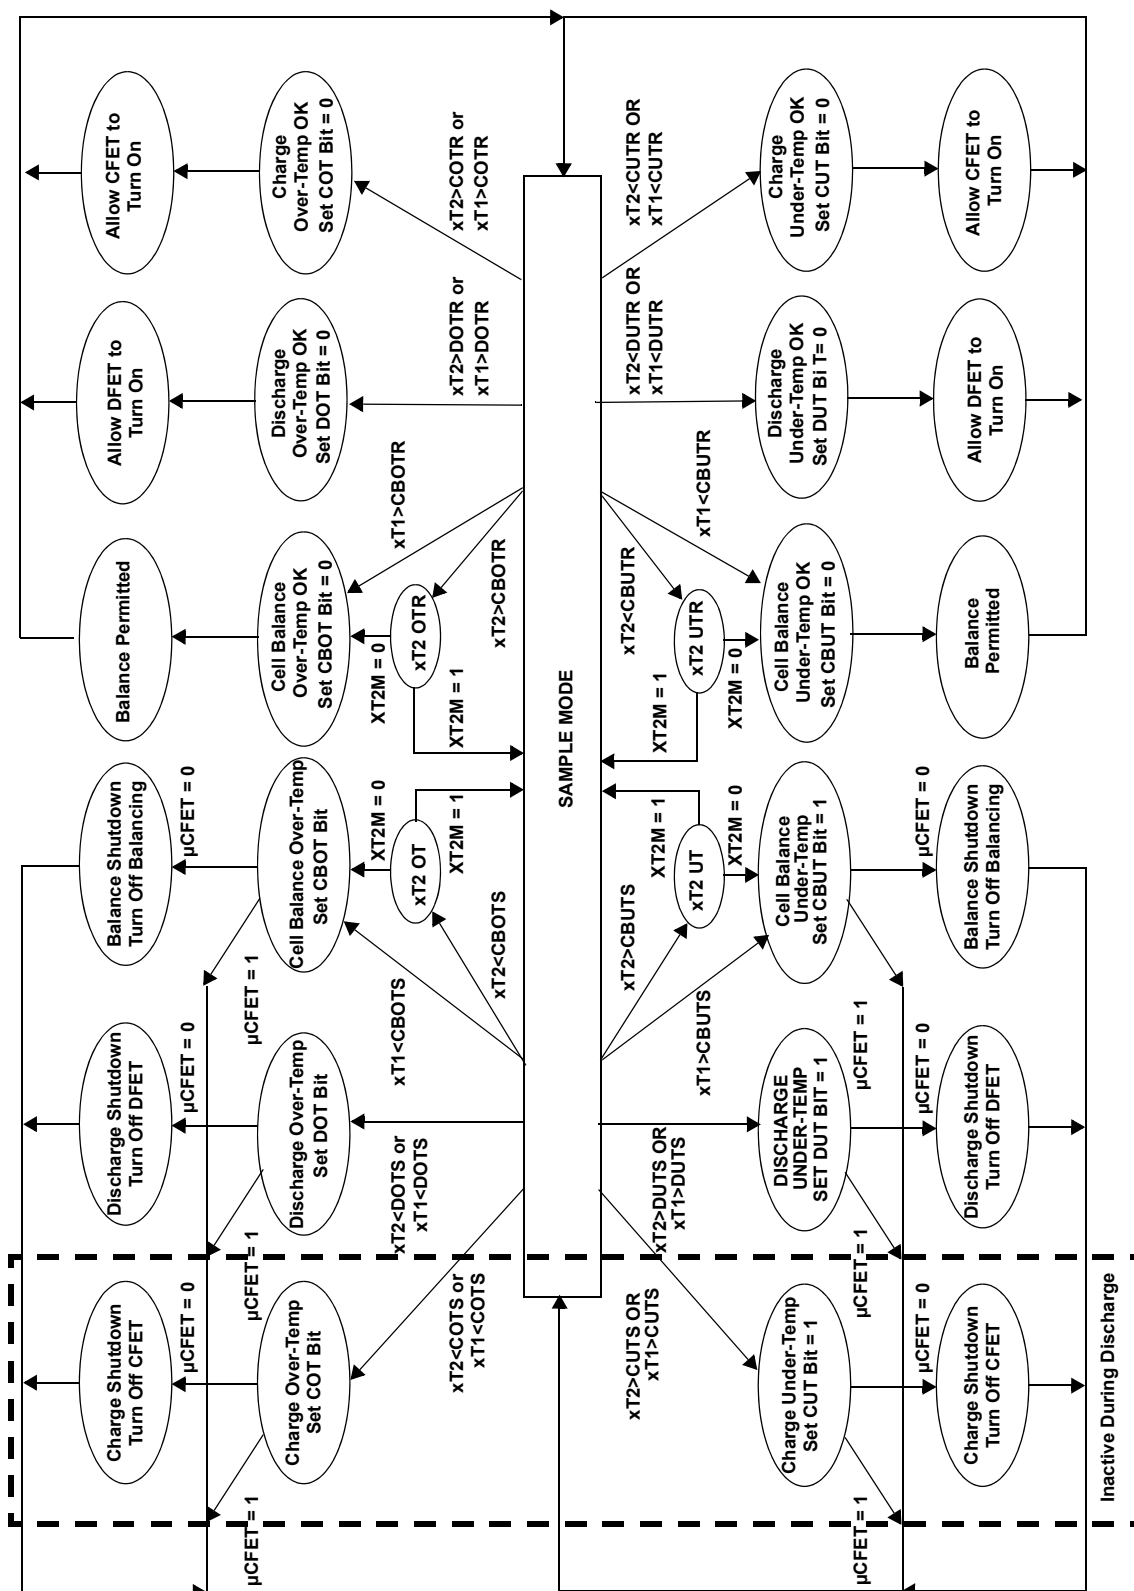 Charge Shutdown
Turn Off CFET
Discharge Shutdown
Turn Off DFET
Balance Shutdown
Turn Off Balancing
Balance Permitted
Allow DFET to
Turn On
Allow CFET to
Turn On
µCFET = 0
µCFET = 0
µCFET = 0
µCFET = 1
µCFET = 1
µCFET = 1
Charge Over-Temp
Set COT Bit
Discharge Over-Temp
Set DOT Bit
Cell Balance Over-Temp
Set CBOT Bit
Cell Balance
Over-Temp OK
Set CBOT Bit = 0
Discharge
Over-Temp OK
Set DOT Bit = 0
Charge
Over-Temp OK
Set COT Bit = 0
XT2M = 0
XT2M = 0
xT2 OT
xT2 OTR
XT2M = 1
XT2M = 1
xT2<COTS or
xT1<COTS
xT2<DOTS or
xT1<DOTS
xT1<CBOTS
xT2<CBOTS
xT2>CBOTR
xT1>CBOTR
xT2>DOTR or
xT1>DOTR
xT2>COTR or
xT1>COTR
SAMPLE MODE
xT2>CUTS OR
xT1>CUTS
xT2>DUTS OR
xT1>DUTS
xT1>CBUTS
xT2>CBUTS
xT2<CBUTR
xT1<CBUTR
xT2<DUTR OR
xT1<DUTR
xT2<CUTR OR
xT1<CUTR
XT2M = 1
XT2M = 1
xT2 UT
xT2 UTR
XT2M = 0
XT2M = 0
Charge Under-Temp
Set CUT Bit = 1
DISCHARGE
UNDER-TEMP
SET DUT BIT = 1
Cell Balance
Under-Temp
Set CBUT Bit = 1
Cell Balance
Under-Temp OK
Set CBUT Bit = 0
Discharge
Under-Temp OK
Set DUT Bi T= 0
Charge
Under-Temp OK
Set CUT Bit = 0
µCFET = 1
µCFET = 1
µCFET = 1
µCFET = 0
µCFET = 0
µCFET = 0
Charge Shutdown
Turn Off CFET
Discharge Shutdown
Turn Off DFET
Balance Shutdown
Turn Off Balancing
Balance
Permitted
Allow DFET to
Turn On
Allow CFET to
Turn On
Inactive During Discharge